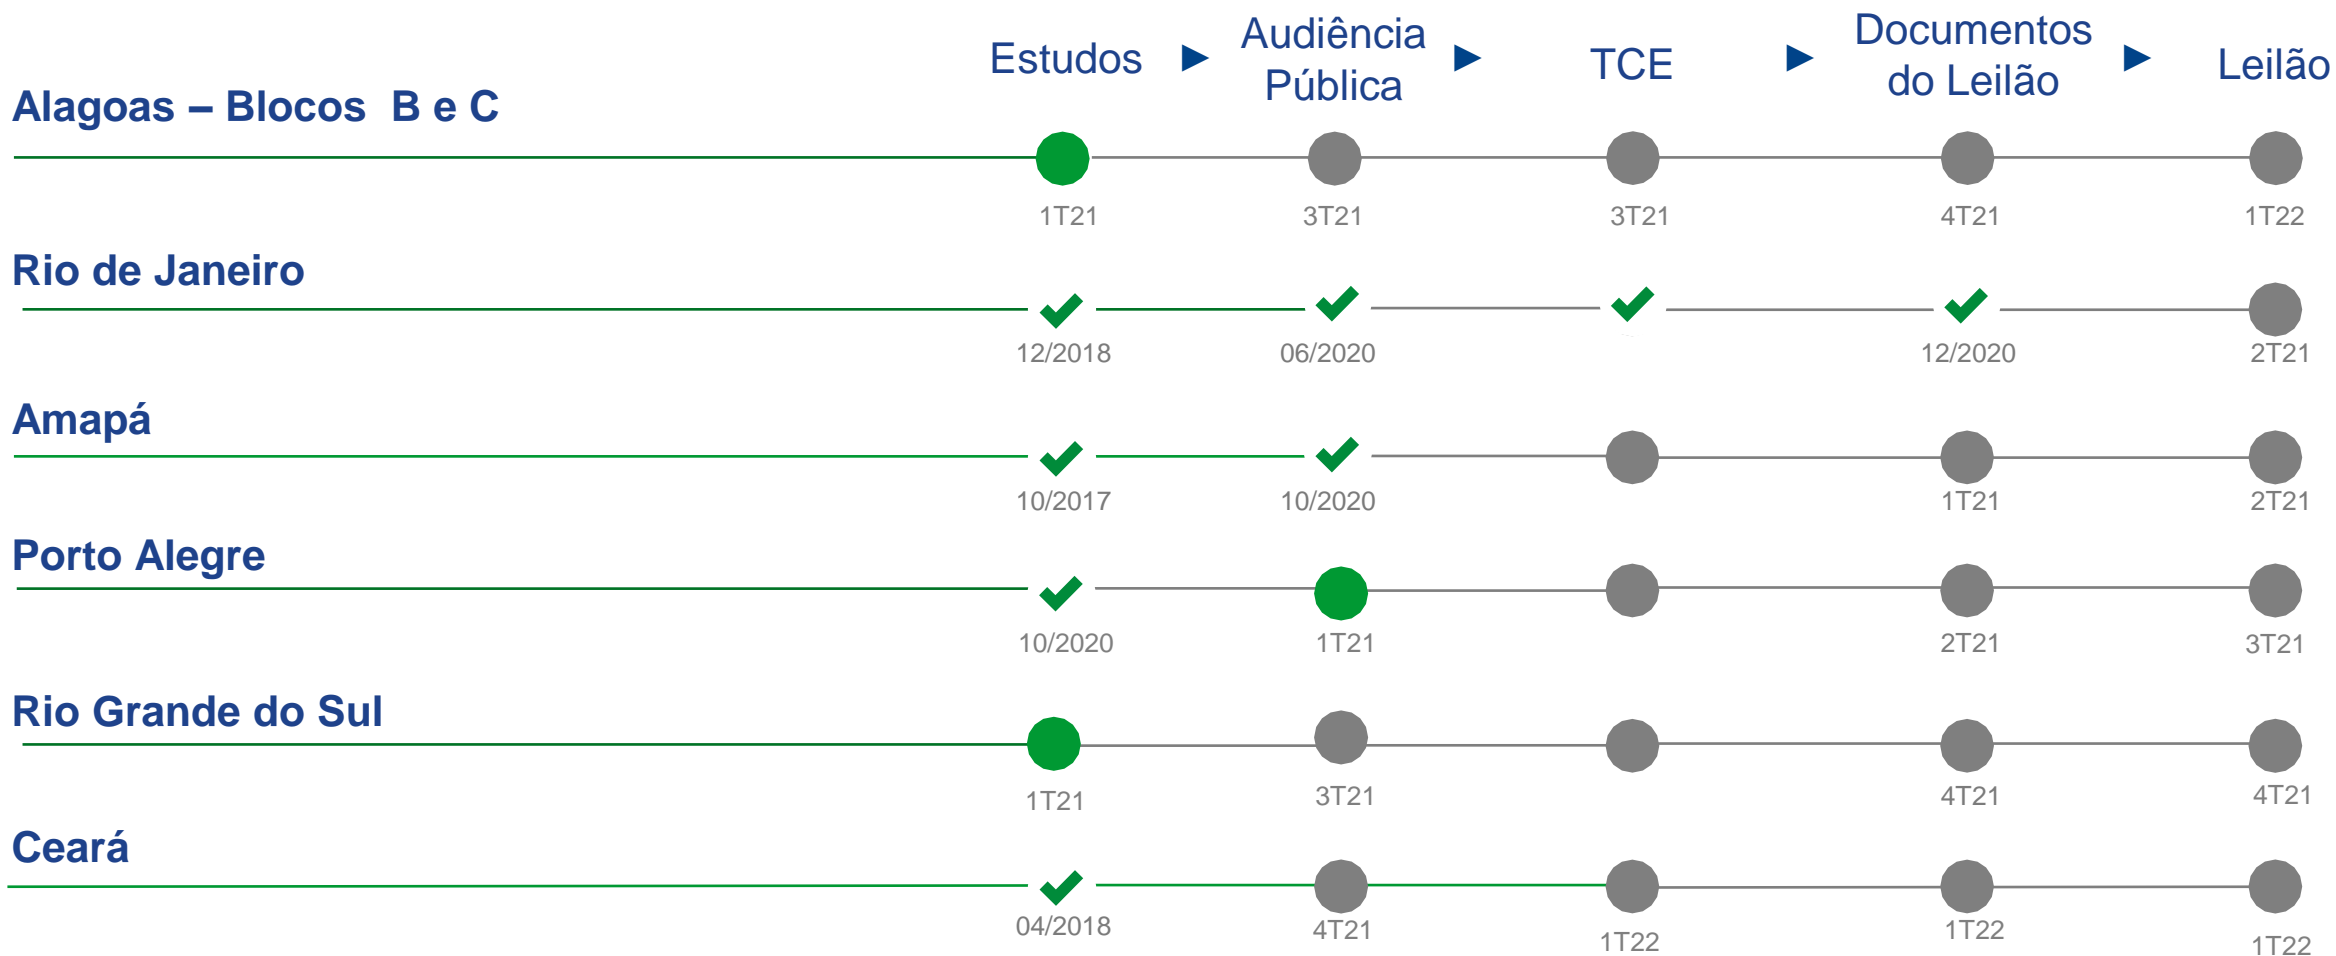 Estudos
Audiência
Pública
TCE
Documentos
do Leilão
Leilão
Alagoas – Blocos B e C
1T21 3T21 3T21 4T21 1T22
Rio de Janeiro
12/2018 06/2020 12/2020 2T21
Amapá
10/2017 10/2020 1T21 2T21
Porto Alegre
10/2020 1T21 2T21 3T21
Rio Grande do Sul
1T21 3T21 4T21 4T21
Ceará
04/2018 4T21 1T22 1T22 1T22